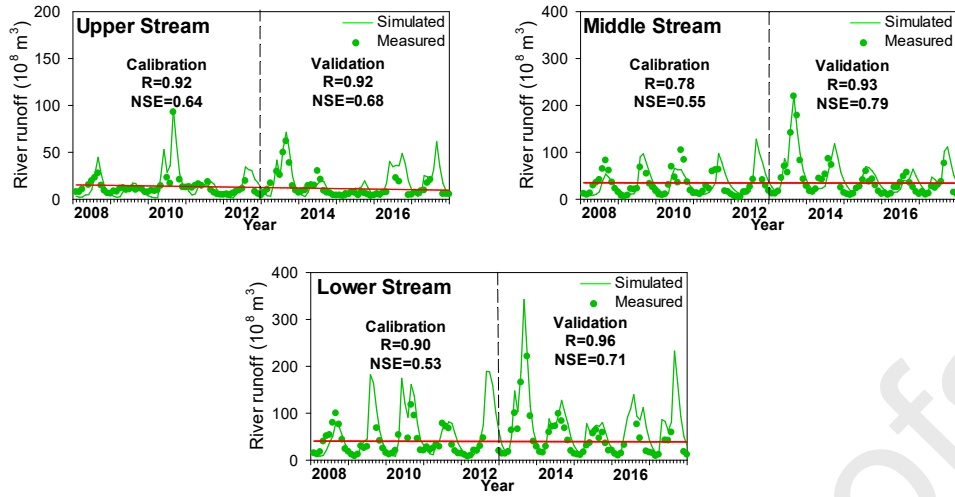 Upper Stream
Simulated
Measured
Calibration
R=0.92
NSE=0.64
Validation
R=0.92
NSE=0.68
River runoff (10⁸ m³)
200
150
100
50
0
2008 2010 2012 2014 2016
Year
Middle Stream
Simulated
Measured
Calibration
R=0.78
NSE=0.55
Validation
R=0.93
NSE=0.79
River runoff (10⁸ m³)
400
300
200
100
0
2008 2010 2012 2014 2016
Year
Lower Stream
Simulated
Measured
Calibration
R=0.90
NSE=0.53
Validation
R=0.96
NSE=0.71
River runoff (10⁸ m³)
400
300
200
100
0
2008 2010 2012 2014 2016
Year